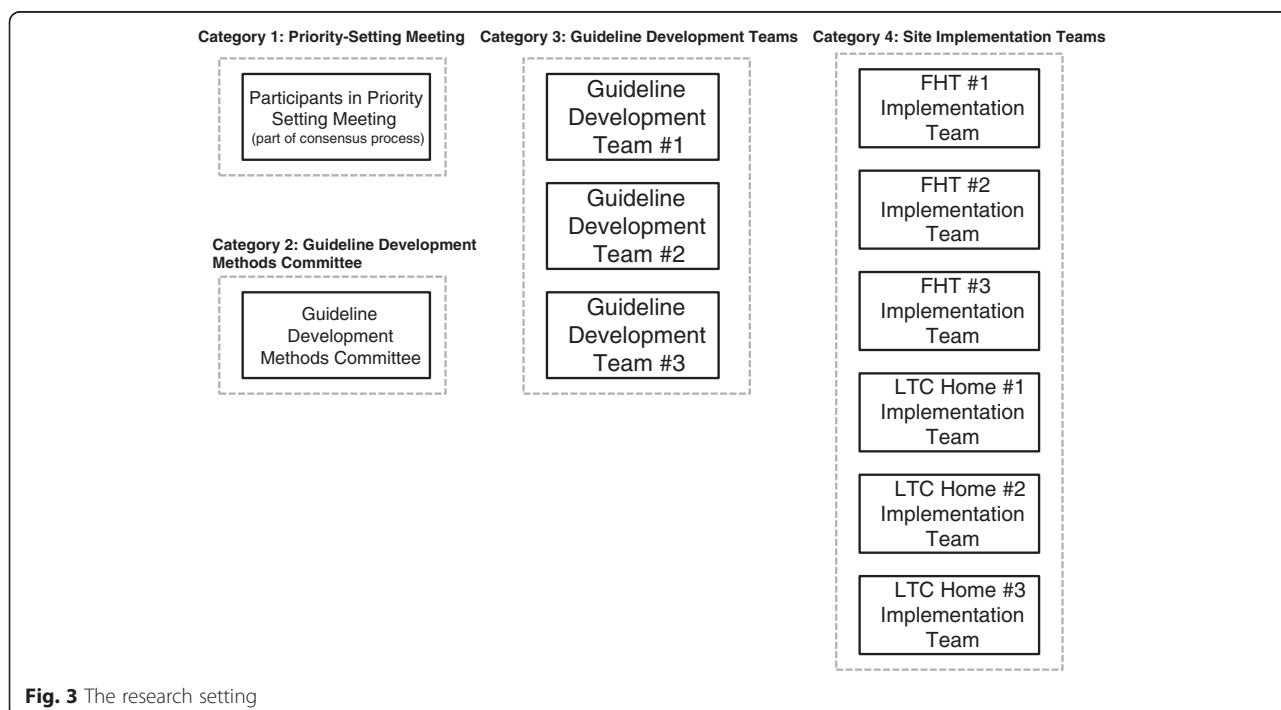 Category 1: Priority-Setting Meeting
Participants in Priority
Setting Meeting
(part of consensus process)
Category 2: Guideline Development
Methods Committee
Guideline
Development
Methods Committee
Category 3: Guideline Development Teams
Guideline
Development
Team #1
Guideline
Development
Team #2
Guideline
Development
Team #3
Category 4: Site Implementation Teams
FHT #1
Implementation
Team
FHT #2
Implementation
Team
FHT #3
Implementation
Team
LTC Home #1
Implementation
Team
LTC Home #2
Implementation
Team
LTC Home #3
Implementation
Team
Fig. 3 The research setting